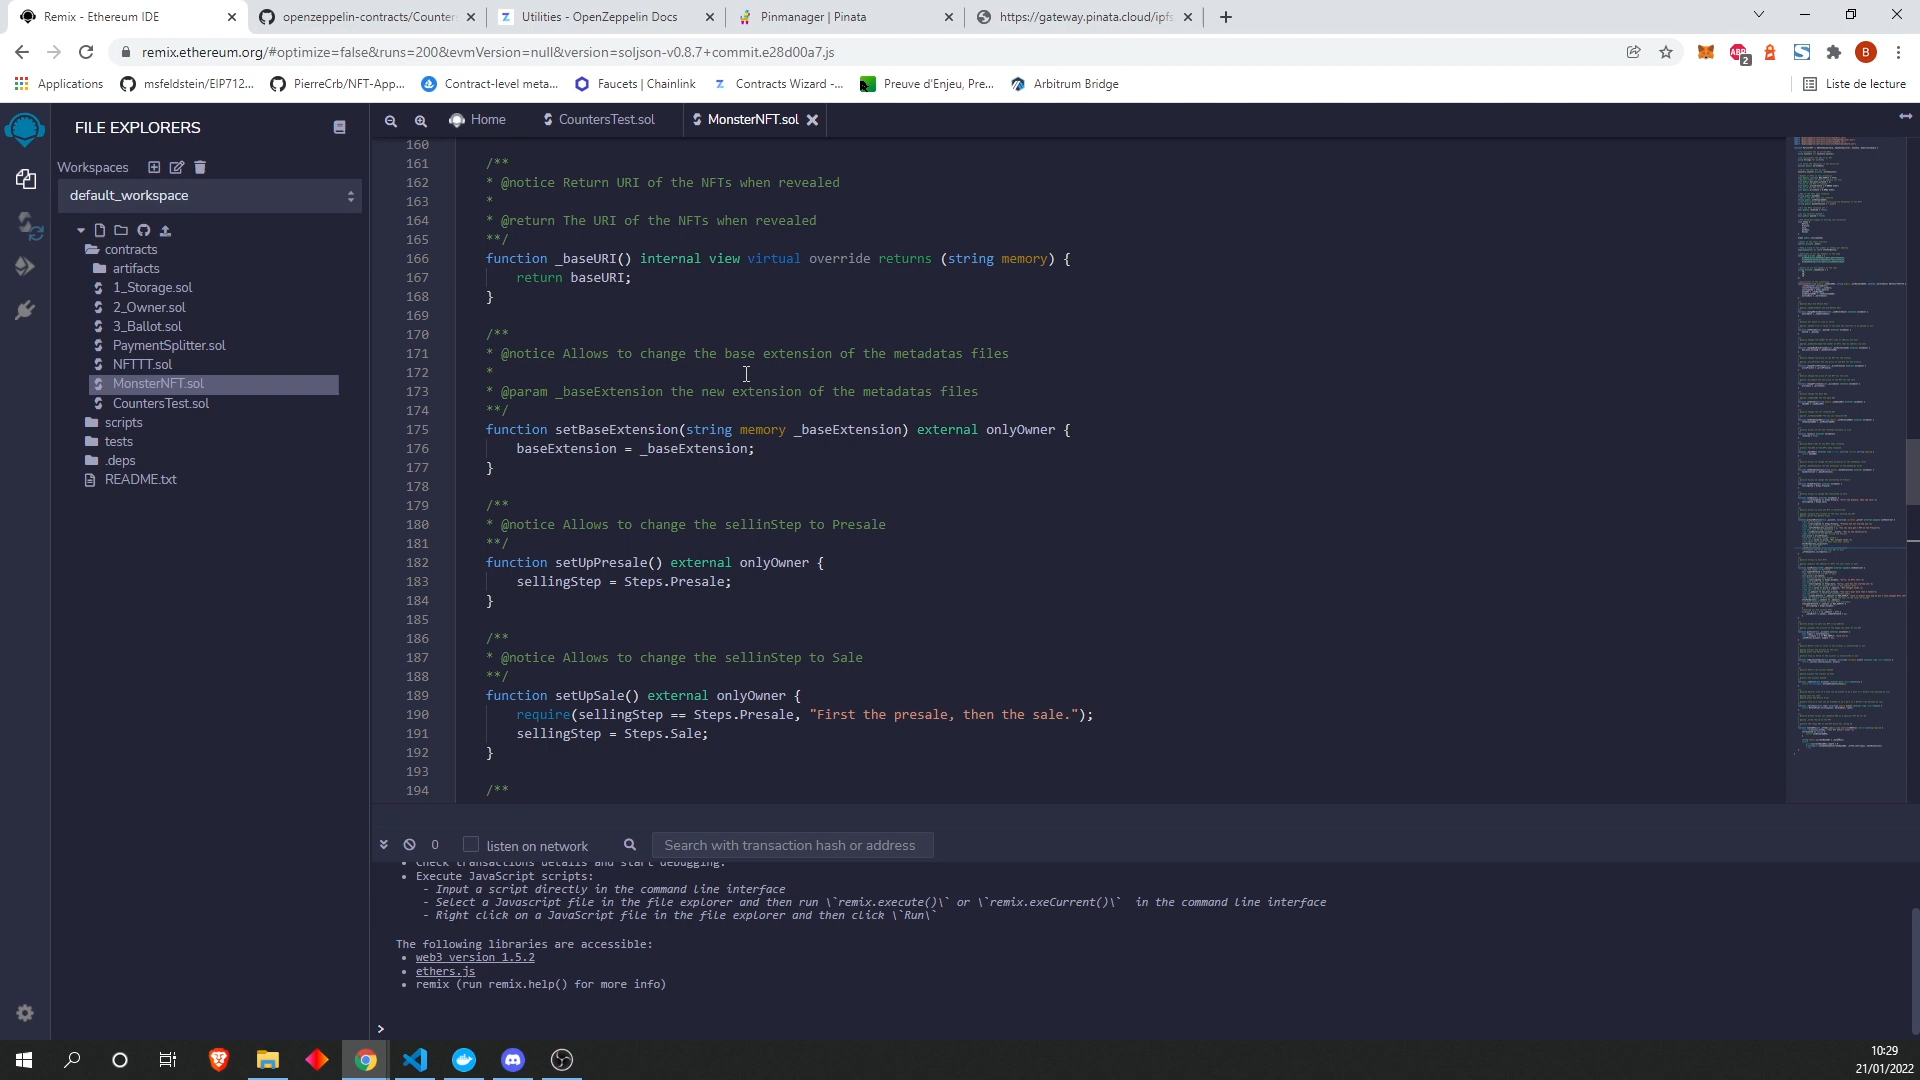 Remix - Ethereum IDE
openzeppelin-contracts/Counter
Utilities - OpenZeppelin Docs
Pinmanager | Pinata
https://gateway.pinata.cloud/ipfs
remix.ethereum.org/#optimize=false&runs=200&evmVersion=null&version=soljson-v0.8.7+commit.e28d00a7.js
ABP
2
B
Applications
msfeldstein/EIP712...
PierreCrb/NFT-App...
Contract-level meta...
Faucets | Chainlink
Contracts Wizard -...
Preuve d'Enjeu, Pre...
Arbitrum Bridge
Liste de lecture
FILE EXPLORERS
Workspaces
default_workspace
contracts
artifacts
1_Storage.sol
2_Owner.sol
3_Ballot.sol
PaymentSplitter.sol
NFTTT.sol
MonsterNFT.sol
CountersTest.sol
scripts
tests
.deps
README.txt
Home
CountersTest.sol
MonsterNFT.sol
160
161 /**
162 * @notice Return URI of the NFTs when revealed
163 *
164 * @return The URI of the NFTs when revealed
165 **/
166 function _baseURI() internal view virtual override returns (string memory) {
167 return baseURI;
168 }
169
170 /**
171 * @notice Allows to change the base extension of the metadatas files
172 *
173 * @param _baseExtension the new extension of the metadatas files
174 **/
175 function setBaseExtension(string memory _baseExtension) external onlyOwner {
176 baseExtension = _baseExtension;
177 }
178
179 /**
180 * @notice Allows to change the sellinStep to Presale
181 **/
182 function setUpPresale() external onlyOwner {
183 sellingStep = Steps.Presale;
184 }
185
186 /**
187 * @notice Allows to change the sellinStep to Sale
188 **/
189 function setUpSale() external onlyOwner {
190 require(sellingStep == Steps.Presale, "First the presale, then the sale.");
191 sellingStep = Steps.Sale;
192 }
193
194 /**
0
listen on network
Search with transaction hash or address
• Check transactions details and start debugging.
• Execute JavaScript scripts:
- Input a script directly in the command line interface
- Select a Javascript file in the file explorer and then run \`remix.execute()\` or \`remix.exeCurrent()\` in the command line interface
- Right click on a JavaScript file in the file explorer and then click \`Run\`
The following libraries are accessible:
• web3 version 1.5.2
• ethers.js
• remix (run remix.help() for more info)
>
10:29
21/01/2022